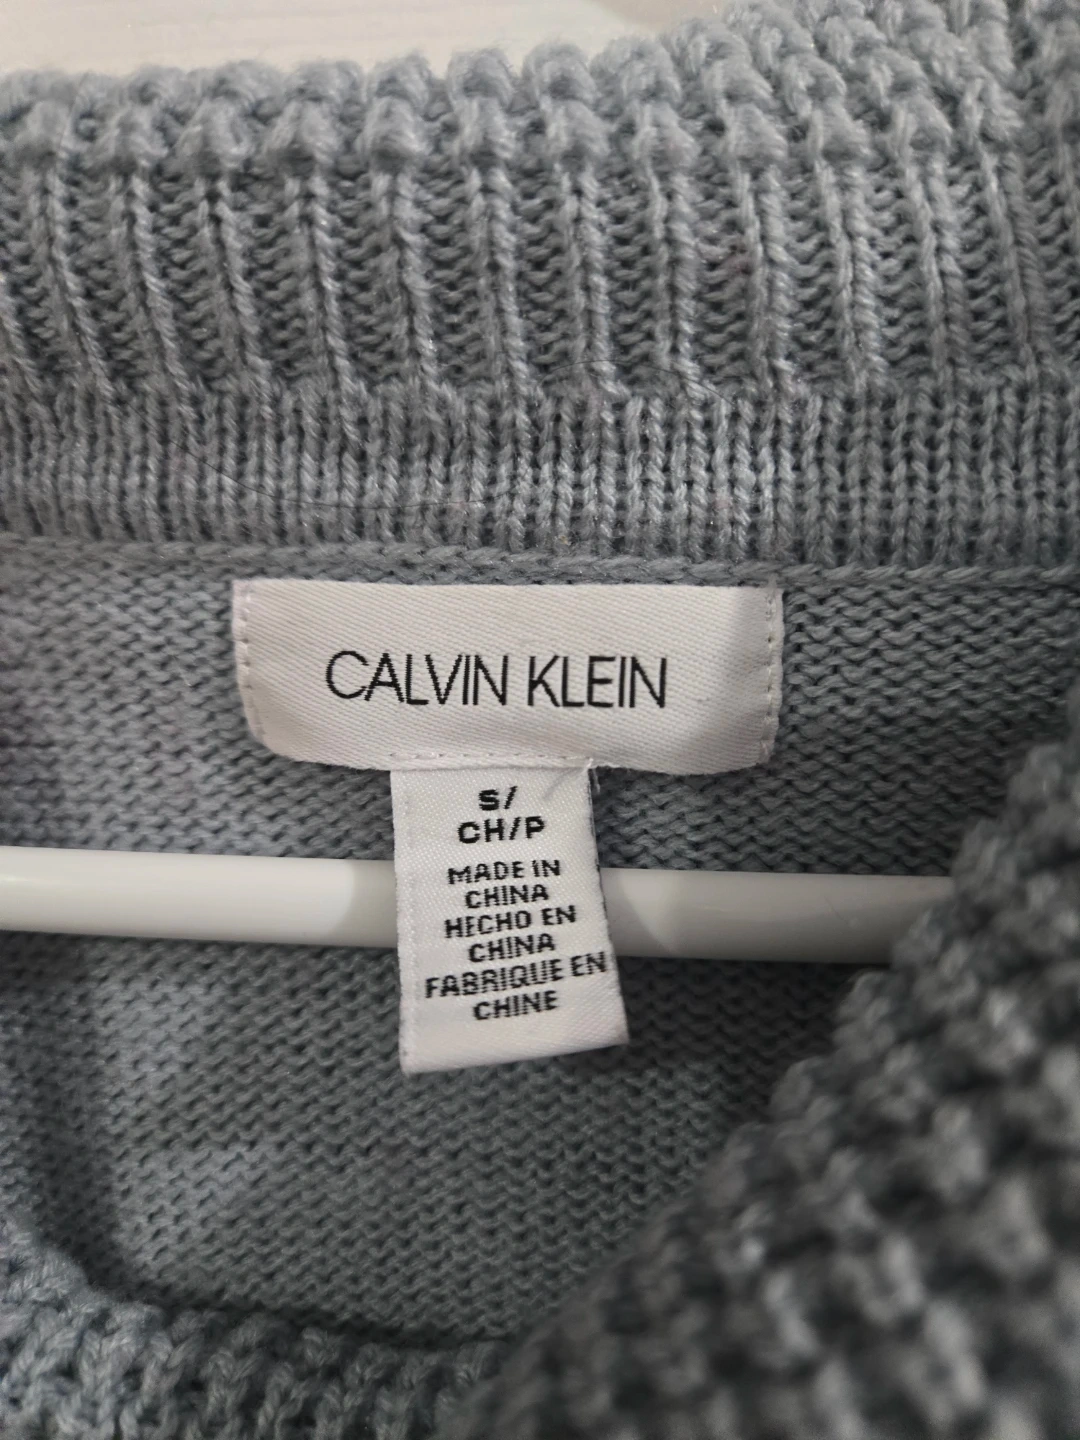 CALVIN KLEIN
S/
CH/P
MADE IN
CHINA
HECHO EN
CHINA
FABRIQUE EN
CHINE